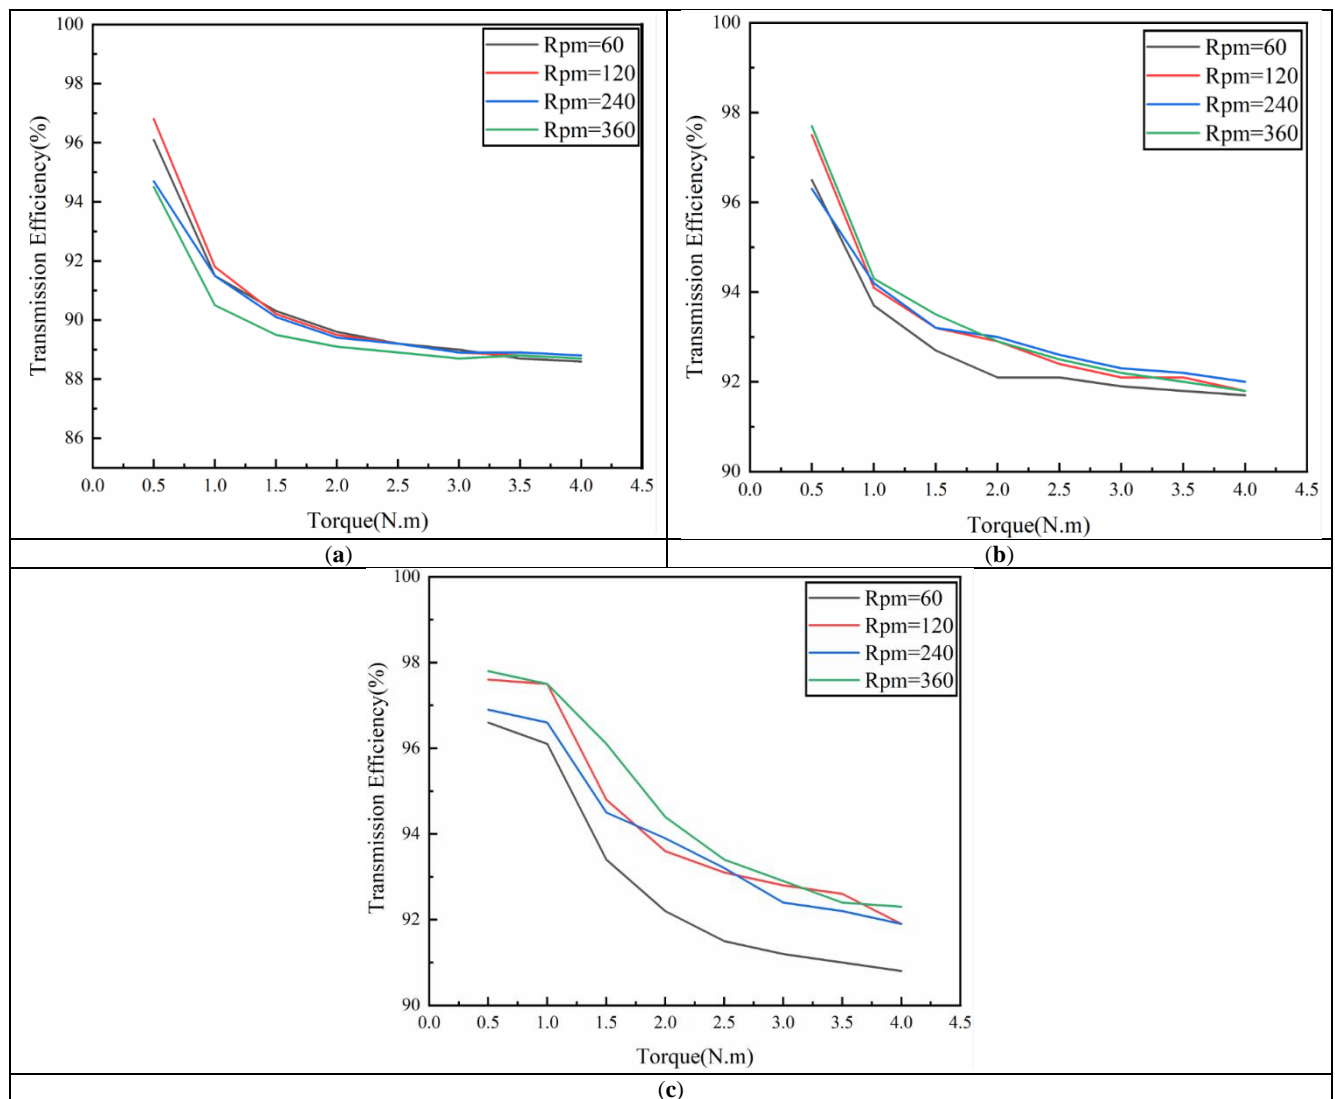 100
98
96
94
92
90
88
86
Transmission Efficiency(%)
Rpm=60
Rpm=120
Rpm=240
Rpm=360
0.0 0.5 1.0 1.5 2.0 2.5 3.0 3.5 4.0 4.5
Torque(N.m)
(a)
100
98
96
94
92
90
Transmission Efficiency(%)
Rpm=60
Rpm=120
Rpm=240
Rpm=360
0.0 0.5 1.0 1.5 2.0 2.5 3.0 3.5 4.0 4.5
Torque(N.m)
(b)
100
98
96
94
92
90
Transmission Efficiency(%)
Rpm=60
Rpm=120
Rpm=240
Rpm=360
0.0 0.5 1.0 1.5 2.0 2.5 3.0 3.5 4.0 4.5
Torque(N.m)
(c)